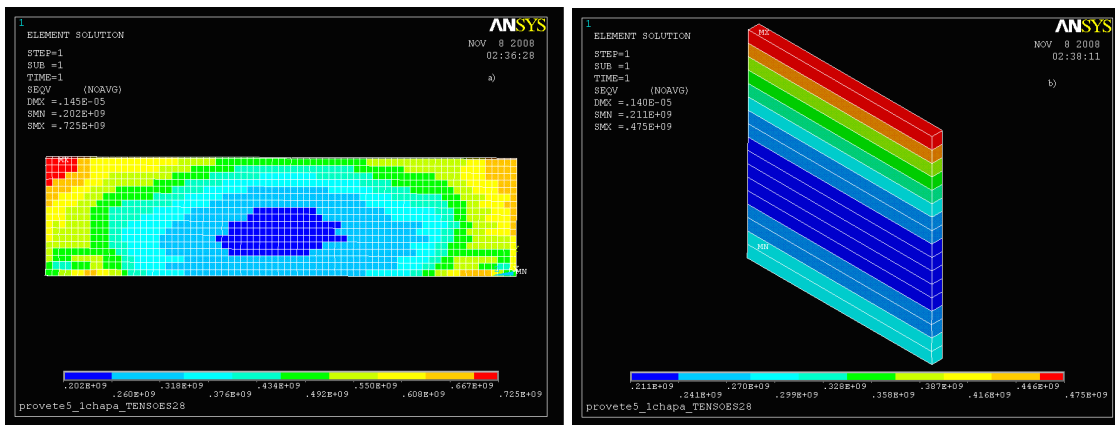 1
ANSYS
ELEMENT SOLUTION
NOV 8 2008
02:36:28
STEP=1
SUB =1
TIME=1
SEQV (NOAVG)
DMX =.145E-05
SMN =.202E+09
SMX =.725E+09
a)
MX
MN
.202E+09 .318E+09 .434E+09 .550E+09 .667E+09
.260E+09 .376E+09 .492E+09 .608E+09 .725E+09
provete5_1chapa_TENSOES28
1
ANSYS
ELEMENT SOLUTION
NOV 8 2008
02:38:11
STEP=1
SUB =1
TIME=1
SEQV (NOAVG)
DMX =.140E-05
SMN =.211E+09
SMX =.475E+09
b)
MX
MN
.211E+09 .270E+09 .328E+09 .387E+09 .446E+09
.241E+09 .299E+09 .358E+09 .416E+09 .475E+09
provete5_1chapa_TENSOES28